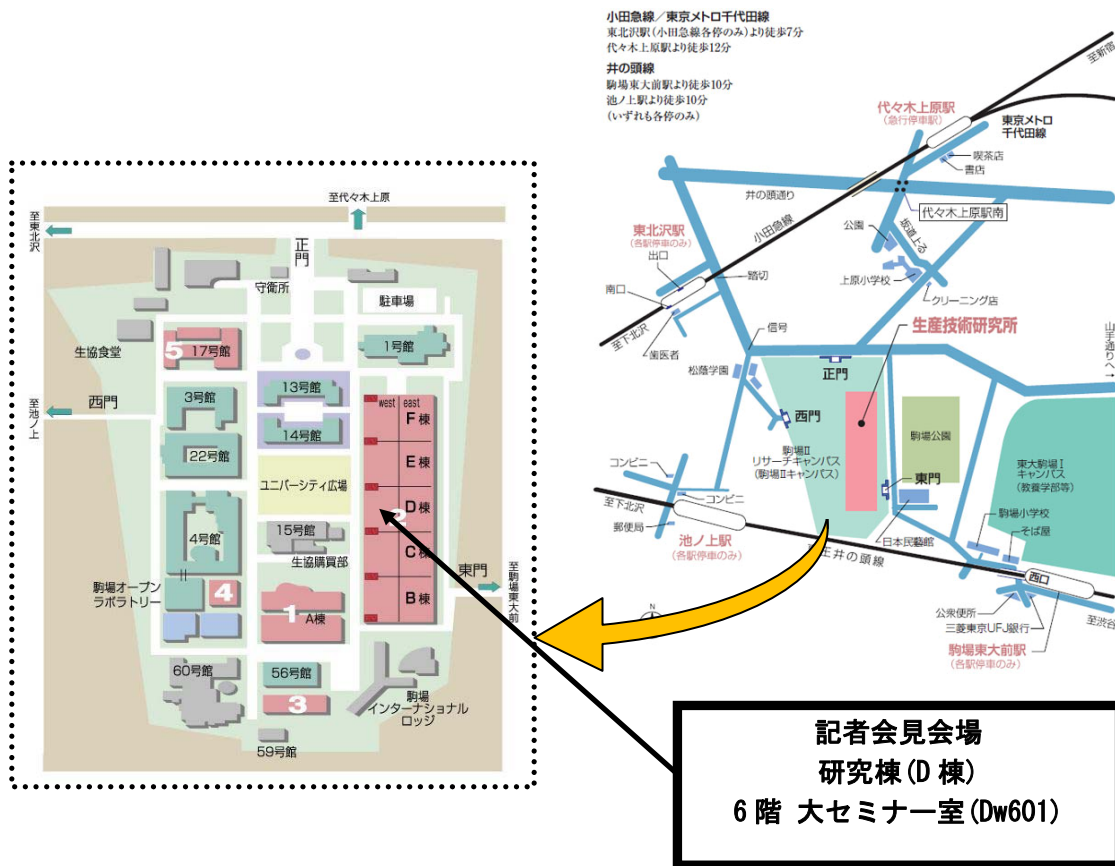 小田急線／東京メトロ千代田線
東北沢駅(小田急線各停のみ)より徒歩7分
代々木上原駅より徒歩12分
井の頭線
駒場東大前駅より徒歩10分
池ノ上駅より徒歩10分
(いずれも各停のみ)
至新宿
代々木上原駅
(急行停車駅)
東京メトロ
千代田線
喫茶店
書店
井の頭通り
代々木上原駅南
小田急線
公園
坂道上る
上原小学校
クリーニング店
東北沢駅
(各駅停車のみ)
出口
南口
踏切
至下北沢
歯医者
信号
生産技術研究所
山手通りへ→
松蔭学園
正門
西門
駒場II
リサーチキャンパス
(駒場IIキャンパス)
駒場公園
東門
東大駒場I
キャンパス
(教養学部等)
コンビニ
コンビニ
至下北沢
郵便局
池ノ上駅
(各駅停車のみ)
日本民藝館
駒場小学校
そば屋
王井の頭線
西口
公衆便所
三菱東京UFJ銀行
至渋谷
駒場東大前駅
(各駅停車のみ)
N
至代々木上原
至東北沢
正門
守衛所
駐車場
生協食堂
5
17号館
1号館
至池ノ上
西門
3号館
13号館
14号館
22号館
west
east
F棟
E棟
D棟
C棟
B棟
2
ユニバーシティ広場
4号館
15号館
生協購買部
東門
至駒場東大前
駒場オープン
ラボラトリー
4
1
A棟
60号館
56号館
3
駒場
インターナショナル
ロッジ
59号館
記者会見会場
研究棟(D棟)
6階 大セミナー室(Dw601)